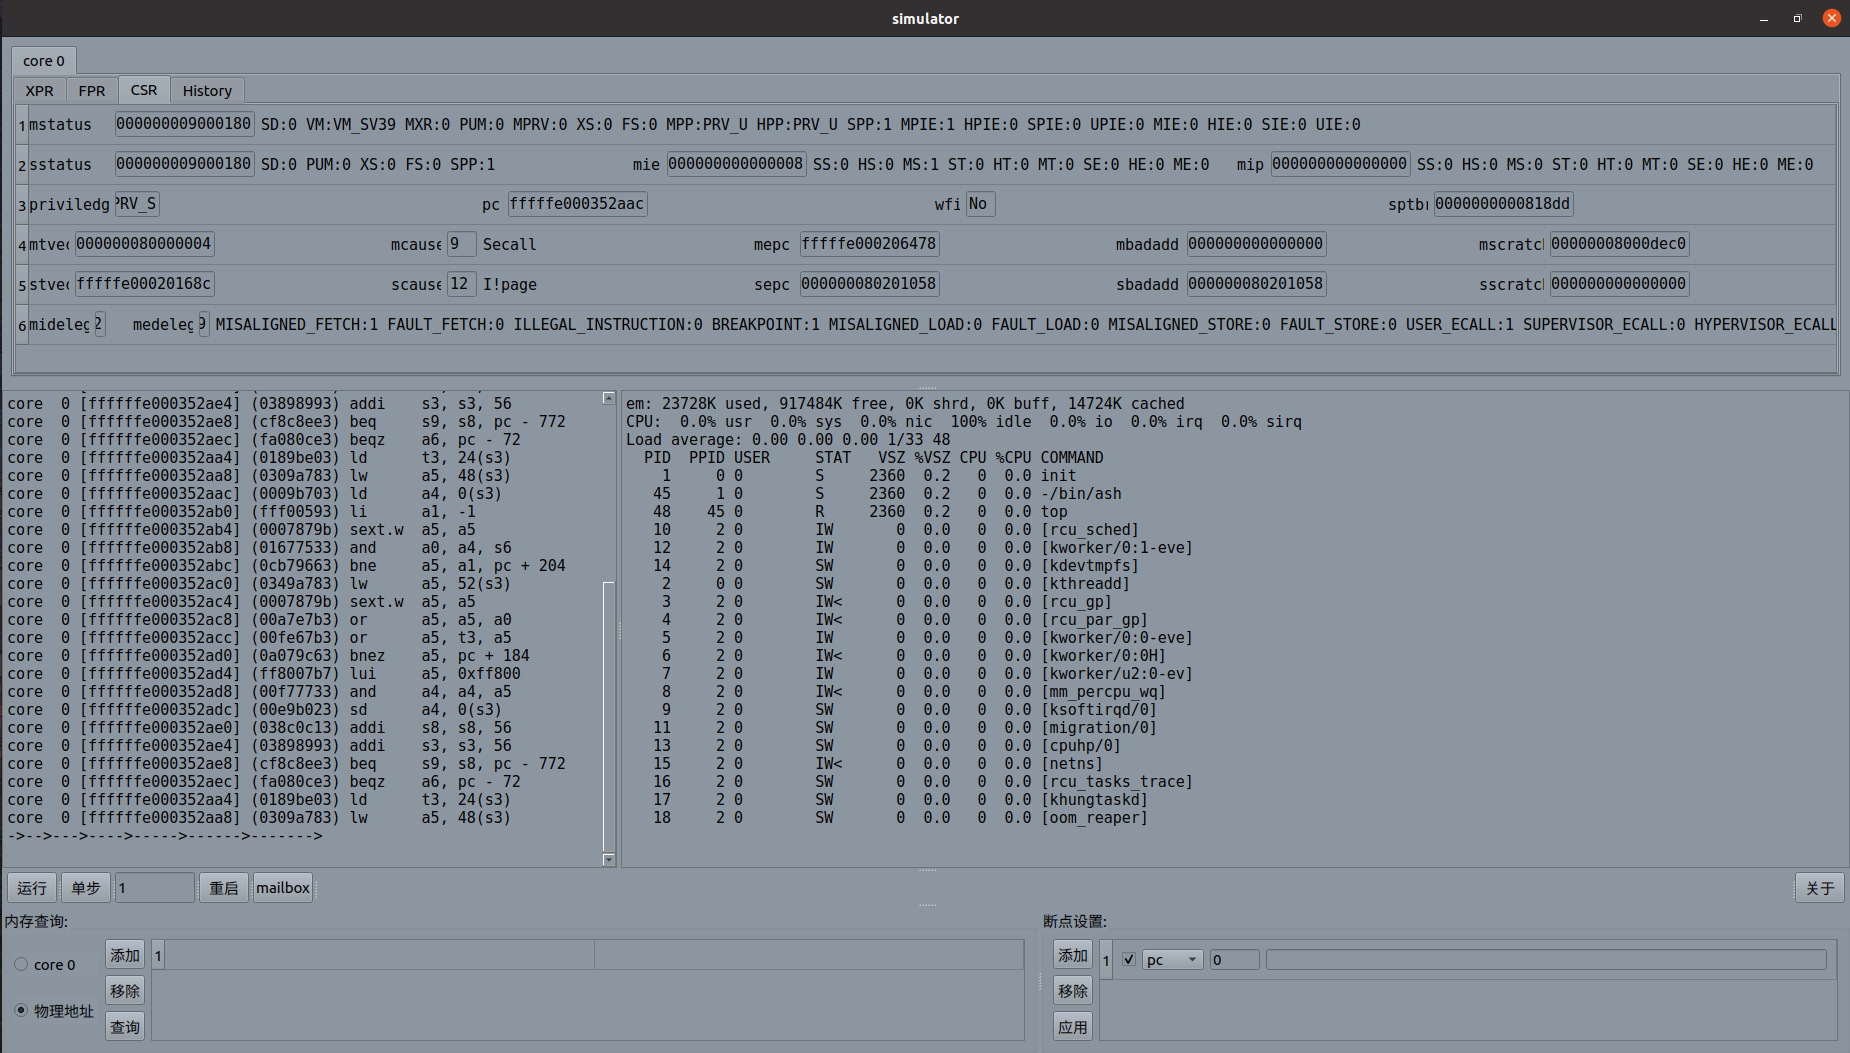 simulator
core 0
XPR FPR CSR History
1 mstatus 000000009000180 SD:0 VM:VM_SV39 MXR:0 PUM:0 MPRV:0 XS:0 FS:0 MPP:PRV_U HPP:PRV_U SPP:1 MPIE:1 HPIE:0 SPIE:0 UPIE:0 MIE:0 HIE:0 SIE:0 UIE:0
2 sstatus 000000009000180 SD:0 PUM:0 XS:0 FS:0 SPP:1 mie 000000000000008 SS:0 HS:0 MS:1 ST:0 HT:0 MT:0 SE:0 HE:0 ME:0 mip 000000000000000 SS:0 HS:0 MS:0 ST:0 HT:0 MT:0 SE:0 HE:0 ME:0
3 priviledg PRV_S pc fffffe000352aac wfi No sptbr 0000000000818dd
4 mtvec 000000080000004 mcause 9 Secall mepc fffffe000206478 mbadadd 000000000000000 mscratch 00000008000dec0
5 stvec fffffe00020168c scause 12 I!page sepc 000000080201058 sbadadd 000000080201058 sscratch 000000000000000
6 mideleg 2 medeleg 9 MISALIGNED_FETCH:1 FAULT_FETCH:0 ILLEGAL_INSTRUCTION:0 BREAKPOINT:1 MISALIGNED_LOAD:0 FAULT_LOAD:0 MISALIGNED_STORE:0 FAULT_STORE:0 USER_ECALL:1 SUPERVISOR_ECALL:0 HYPERVISOR_ECALL
core 0 [ffffffe000352ae4] (03898993) addi s3, s3, 56
core 0 [ffffffe000352ae8] (cf8c8ee3) beq s9, s8, pc - 772
core 0 [ffffffe000352aec] (fa080ce3) beqz a6, pc - 72
core 0 [ffffffe000352aa4] (0189be03) ld t3, 24(s3)
core 0 [ffffffe000352aa8] (0309a783) lw a5, 48(s3)
core 0 [ffffffe000352aac] (0009b703) ld a4, 0(s3)
core 0 [ffffffe000352ab0] (fff00593) li a1, -1
core 0 [ffffffe000352ab4] (0007879b) sext.w a5, a5
core 0 [ffffffe000352ab8] (01677533) and a0, a4, s6
core 0 [ffffffe000352abc] (0cb79663) bne a5, a1, pc + 204
core 0 [ffffffe000352ac0] (0349a783) lw a5, 52(s3)
core 0 [ffffffe000352ac4] (0007879b) sext.w a5, a5
core 0 [ffffffe000352ac8] (00a7e7b3) or a5, a5, a0
core 0 [ffffffe000352acc] (00fe67b3) or a5, t3, a5
core 0 [ffffffe000352ad0] (0a079c63) bnez a5, pc + 184
core 0 [ffffffe000352ad4] (ff8007b7) lui a5, 0xff800
core 0 [ffffffe000352ad8] (00f77733) and a4, a4, a5
core 0 [ffffffe000352adc] (00e9b023) sd a4, 0(s3)
core 0 [ffffffe000352ae0] (038c0c13) addi s8, s8, 56
core 0 [ffffffe000352ae4] (03898993) addi s3, s3, 56
core 0 [ffffffe000352ae8] (cf8c8ee3) beq s9, s8, pc - 772
core 0 [ffffffe000352aec] (fa080ce3) beqz a6, pc - 72
core 0 [ffffffe000352aa4] (0189be03) ld t3, 24(s3)
core 0 [ffffffe000352aa8] (0309a783) lw a5, 48(s3)
->-->--->---->----->------>------->
em: 23728K used, 917484K free, 0K shrd, 0K buff, 14724K cached
CPU: 0.0% usr 0.0% sys 0.0% nic 100% idle 0.0% io 0.0% irq 0.0% sirq
Load average: 0.00 0.00 0.00 1/33 48
PID PPID USER STAT VSZ %VSZ CPU %CPU COMMAND
1 0 0 S 2360 0.2 0 0.0 init
45 1 0 S 2360 0.2 0 0.0 -/bin/ash
48 45 0 R 2360 0.2 0 0.0 top
10 2 0 IW 0 0.0 0 0.0 [rcu_sched]
12 2 0 IW 0 0.0 0 0.0 [kworker/0:1-eve]
14 2 0 SW 0 0.0 0 0.0 [kdevtmpfs]
2 0 0 SW 0 0.0 0 0.0 [kthreadd]
3 2 0 IW< 0 0.0 0 0.0 [rcu_gp]
4 2 0 IW< 0 0.0 0 0.0 [rcu_par_gp]
5 2 0 IW 0 0.0 0 0.0 [kworker/0:0-eve]
6 2 0 IW< 0 0.0 0 0.0 [kworker/0:0H]
7 2 0 IW 0 0.0 0 0.0 [kworker/u2:0-ev]
8 2 0 IW< 0 0.0 0 0.0 [mm_percpu_wq]
9 2 0 SW 0 0.0 0 0.0 [ksoftirqd/0]
11 2 0 SW 0 0.0 0 0.0 [migration/0]
13 2 0 SW 0 0.0 0 0.0 [cpuhp/0]
15 2 0 IW< 0 0.0 0 0.0 [netns]
16 2 0 SW 0 0.0 0 0.0 [rcu_tasks_trace]
17 2 0 SW 0 0.0 0 0.0 [khungtaskd]
18 2 0 SW 0 0.0 0 0.0 [oom_reaper]
运行 单步 1 重启 mailbox 关于
内存查询:
core 0
物理地址
添加
移除
查询
1
断点设置:
添加
移除
应用
1 pc 0